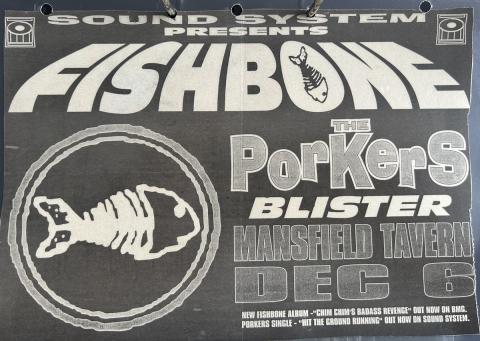 SOUND SYSTEM
PRESENTS
FISHBONE
THE
PORKERS
BLISTER
MANSFIELD TAVERN
DEC 6
NEW FISHBONE ALBUM - "CHIM CHIM'S BADASS REVENGE" OUT NOW ON BMG.
PORKERS SINGLE - "HIT THE GROUND RUNNING" OUT NOW ON SOUND SYSTEM.